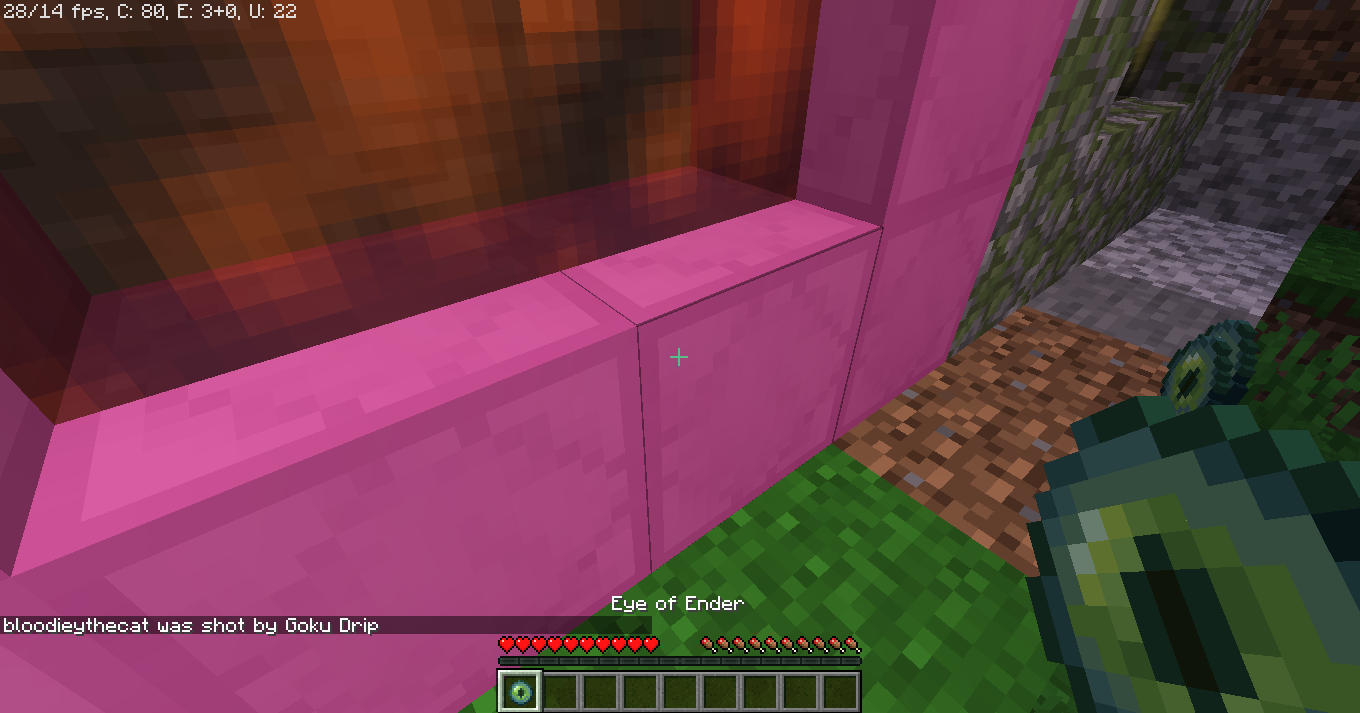 28/14 fps, C: 80, E: 3+0, U: 22
Eye of Ender
bloodieythecat was shot by Goku Drip